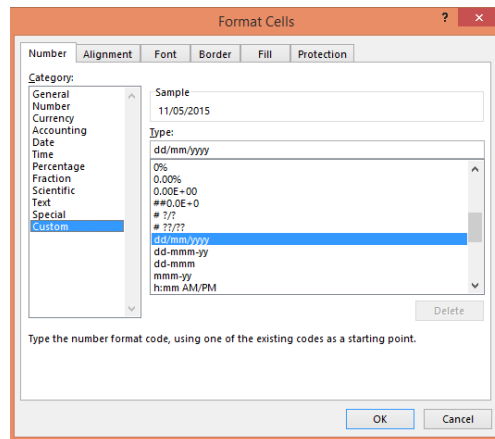 Format Cells ? ×
Number Alignment Font Border Fill Protection
Category:
General
Number
Currency
Accounting
Date
Time
Percentage
Fraction
Scientific
Text
Special
Custom
Sample
11/05/2015
Type:
dd/mm/yyyy
0%
0.00%
0.00E+00
##0.0E+0
# ?/?
# ??/??
dd/mm/yyyy
dd-mmm-yy
dd-mmm
mmm-yy
h:mm AM/PM
Delete
Type the number format code, using one of the existing codes as a starting point.
OK Cancel